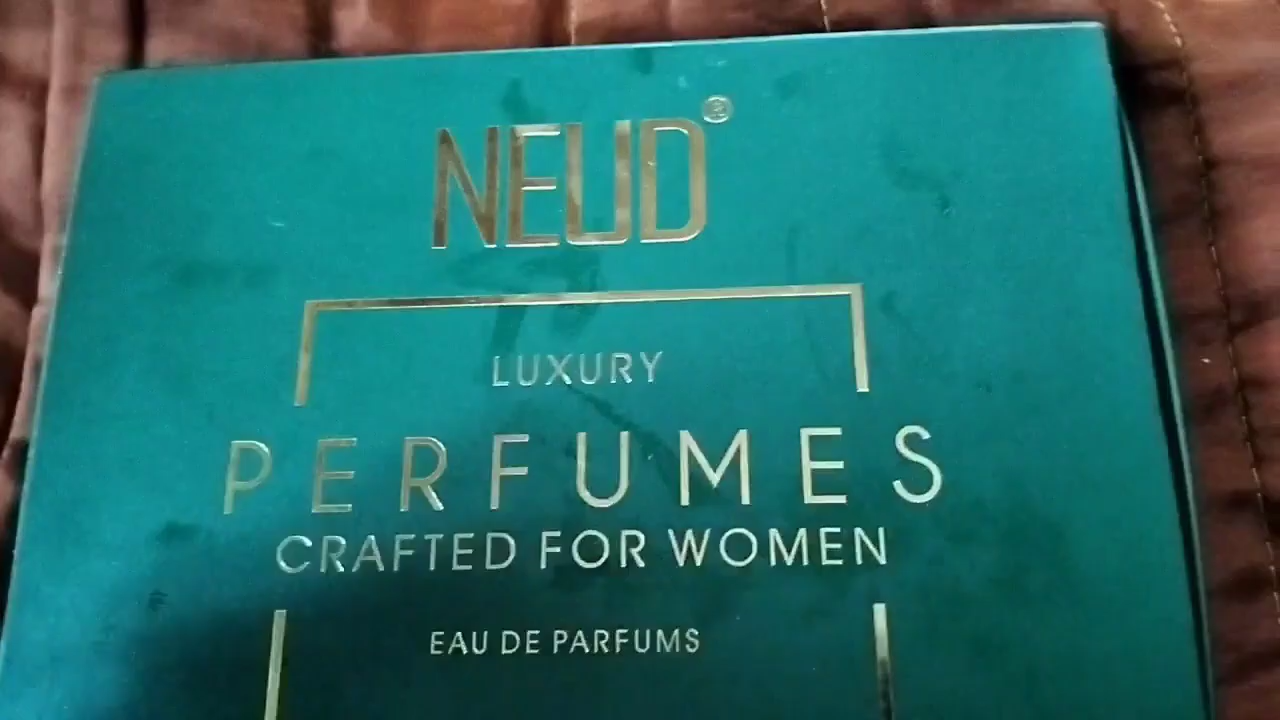 NEUD®
LUXURY
PERFUMES
CRAFTED FOR WOMEN
EAU DE PARFUMS